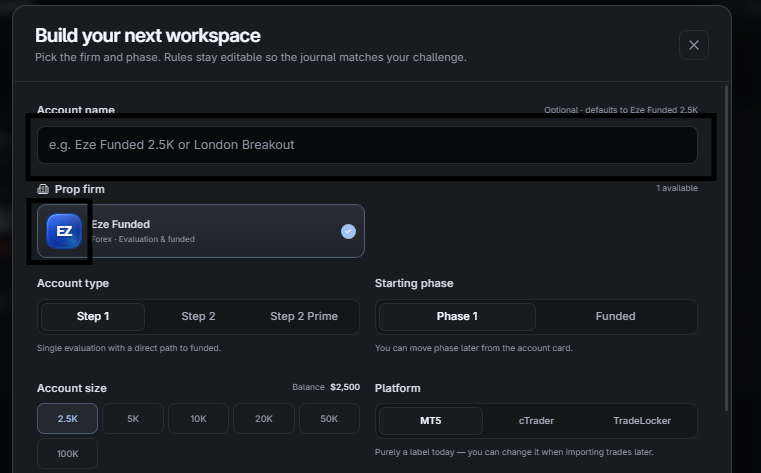 Build your next workspace
Pick the firm and phase. Rules stay editable so the journal matches your challenge.
Account name
Optional · defaults to Eze Funded 2.5K
e.g. Eze Funded 2.5K or London Breakout
Prop firm
1 available
EZ
Eze Funded
Forex · Evaluation & funded
Account type
Starting phase
Step 1 Step 2 Step 2 Prime
Phase 1 Funded
Single evaluation with a direct path to funded.
You can move phase later from the account card.
Account size
Balance $2,500
Platform
2.5K 5K 10K 20K 50K
MT5 cTrader TradeLocker
100K
Purely a label today — you can change it when importing trades later.